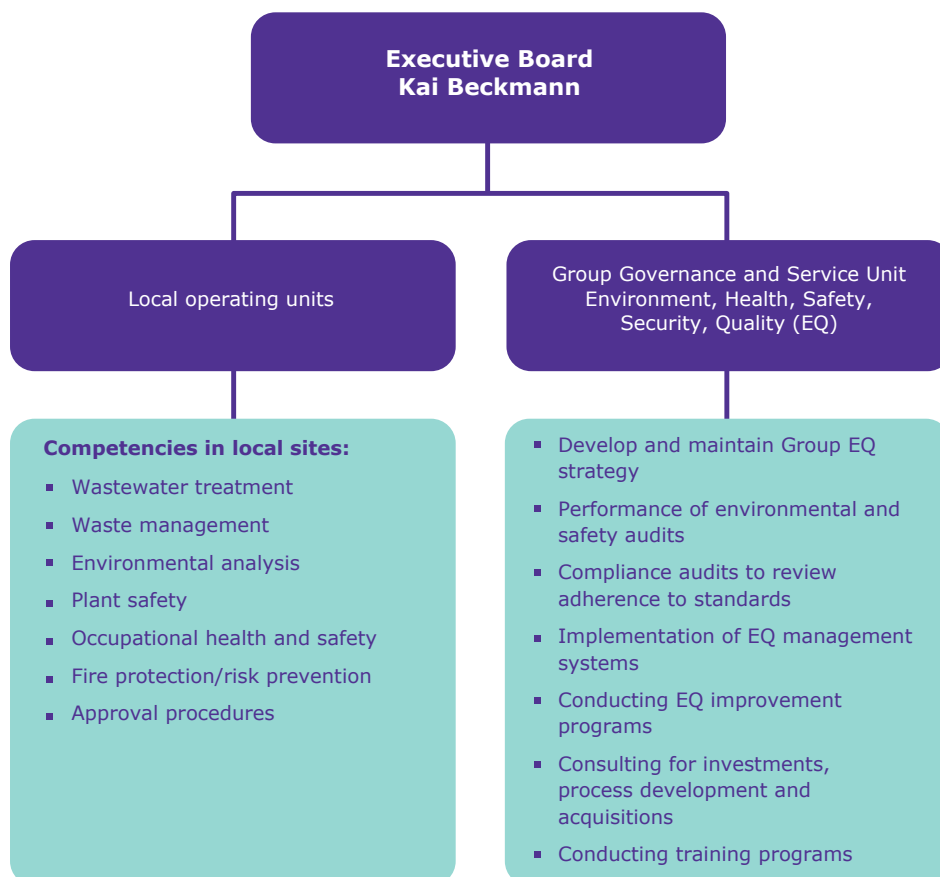 Executive Board
Kai Beckmann
Local operating units
Group Governance and Service Unit
Environment, Health, Safety,
Security, Quality (EQ)
Competencies in local sites:
▪ Wastewater treatment
▪ Waste management
▪ Environmental analysis
▪ Plant safety
▪ Occupational health and safety
▪ Fire protection/risk prevention
▪ Approval procedures
▪ Develop and maintain Group EQ
strategy
▪ Performance of environmental and
safety audits
▪ Compliance audits to review
adherence to standards
▪ Implementation of EQ management
systems
▪ Conducting EQ improvement
programs
▪ Consulting for investments,
process development and
acquisitions
▪ Conducting training programs